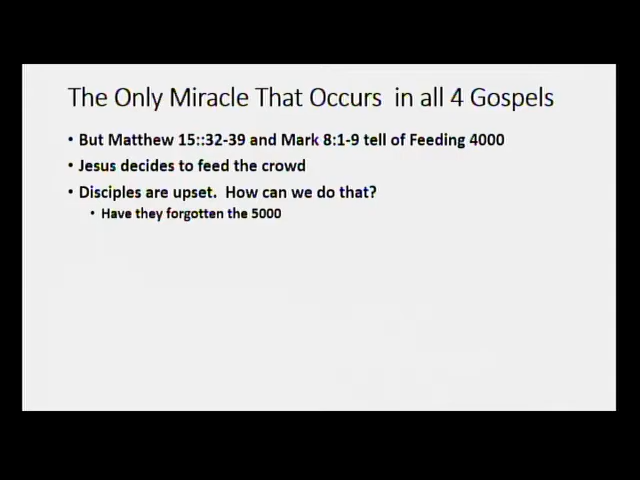 The Only Miracle That Occurs  in all 4 Gospels
• But Matthew 15::32-39 and Mark 8:1-9 tell of Feeding 4000
• Jesus decides to feed the crowd
• Disciples are upset.  How can we do that?
• Have they forgotten the 5000